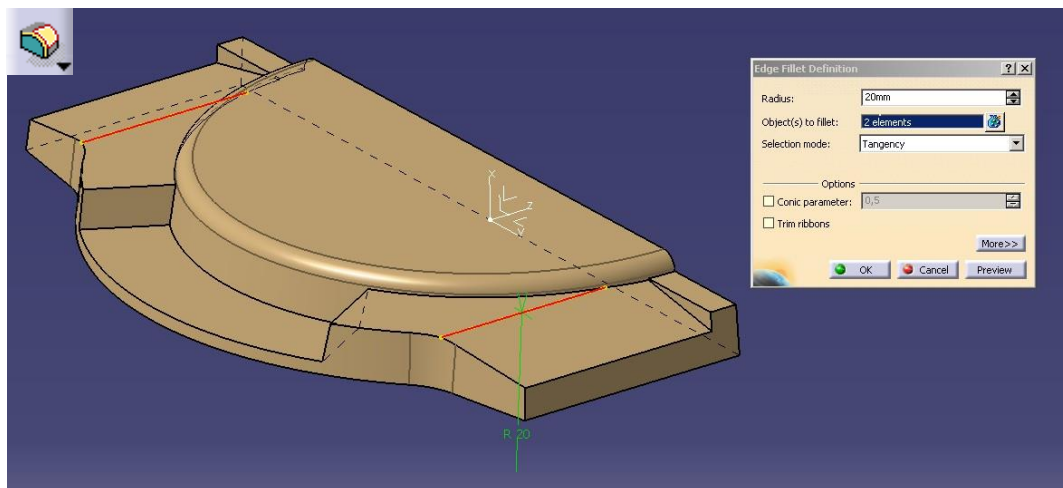 Edge Fillet Definition
Radius: 20mm
Object(s) to fillet: 2 elements
Selection mode: Tangency
Options
Conic parameter: 0,5
Trim ribbons
More>>
OK Cancel Preview
x
z
y
R 20